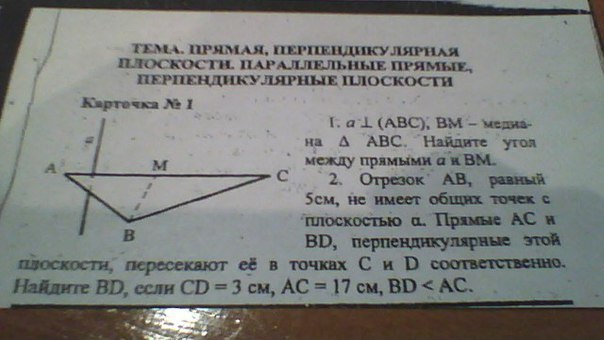 ТЕМА. ПРЯМАЯ, ПЕРПЕНДИКУЛЯРНАЯ
ПЛОСКОСТИ. ПАРАЛЛЕЛЬНЫЕ ПРЯМЫЕ,
ПЕРПЕНДИКУЛЯРНЫЕ ПЛОСКОСТИ
Карточка № 1
a
A
M
C
B
1. a ⊥ (ABC), BM – медиа-
на Δ ABC. Найдите угол
между прямыми a и BM.
2. Отрезок AB, равный
5см, не имеет общих точек с
плоскостью α. Прямые AC и
BD, перпендикулярные этой
плоскости, пересекают её в точках C и D соответственно.
Найдите BD, если CD = 3 см, AC = 17 см, BD < AC.